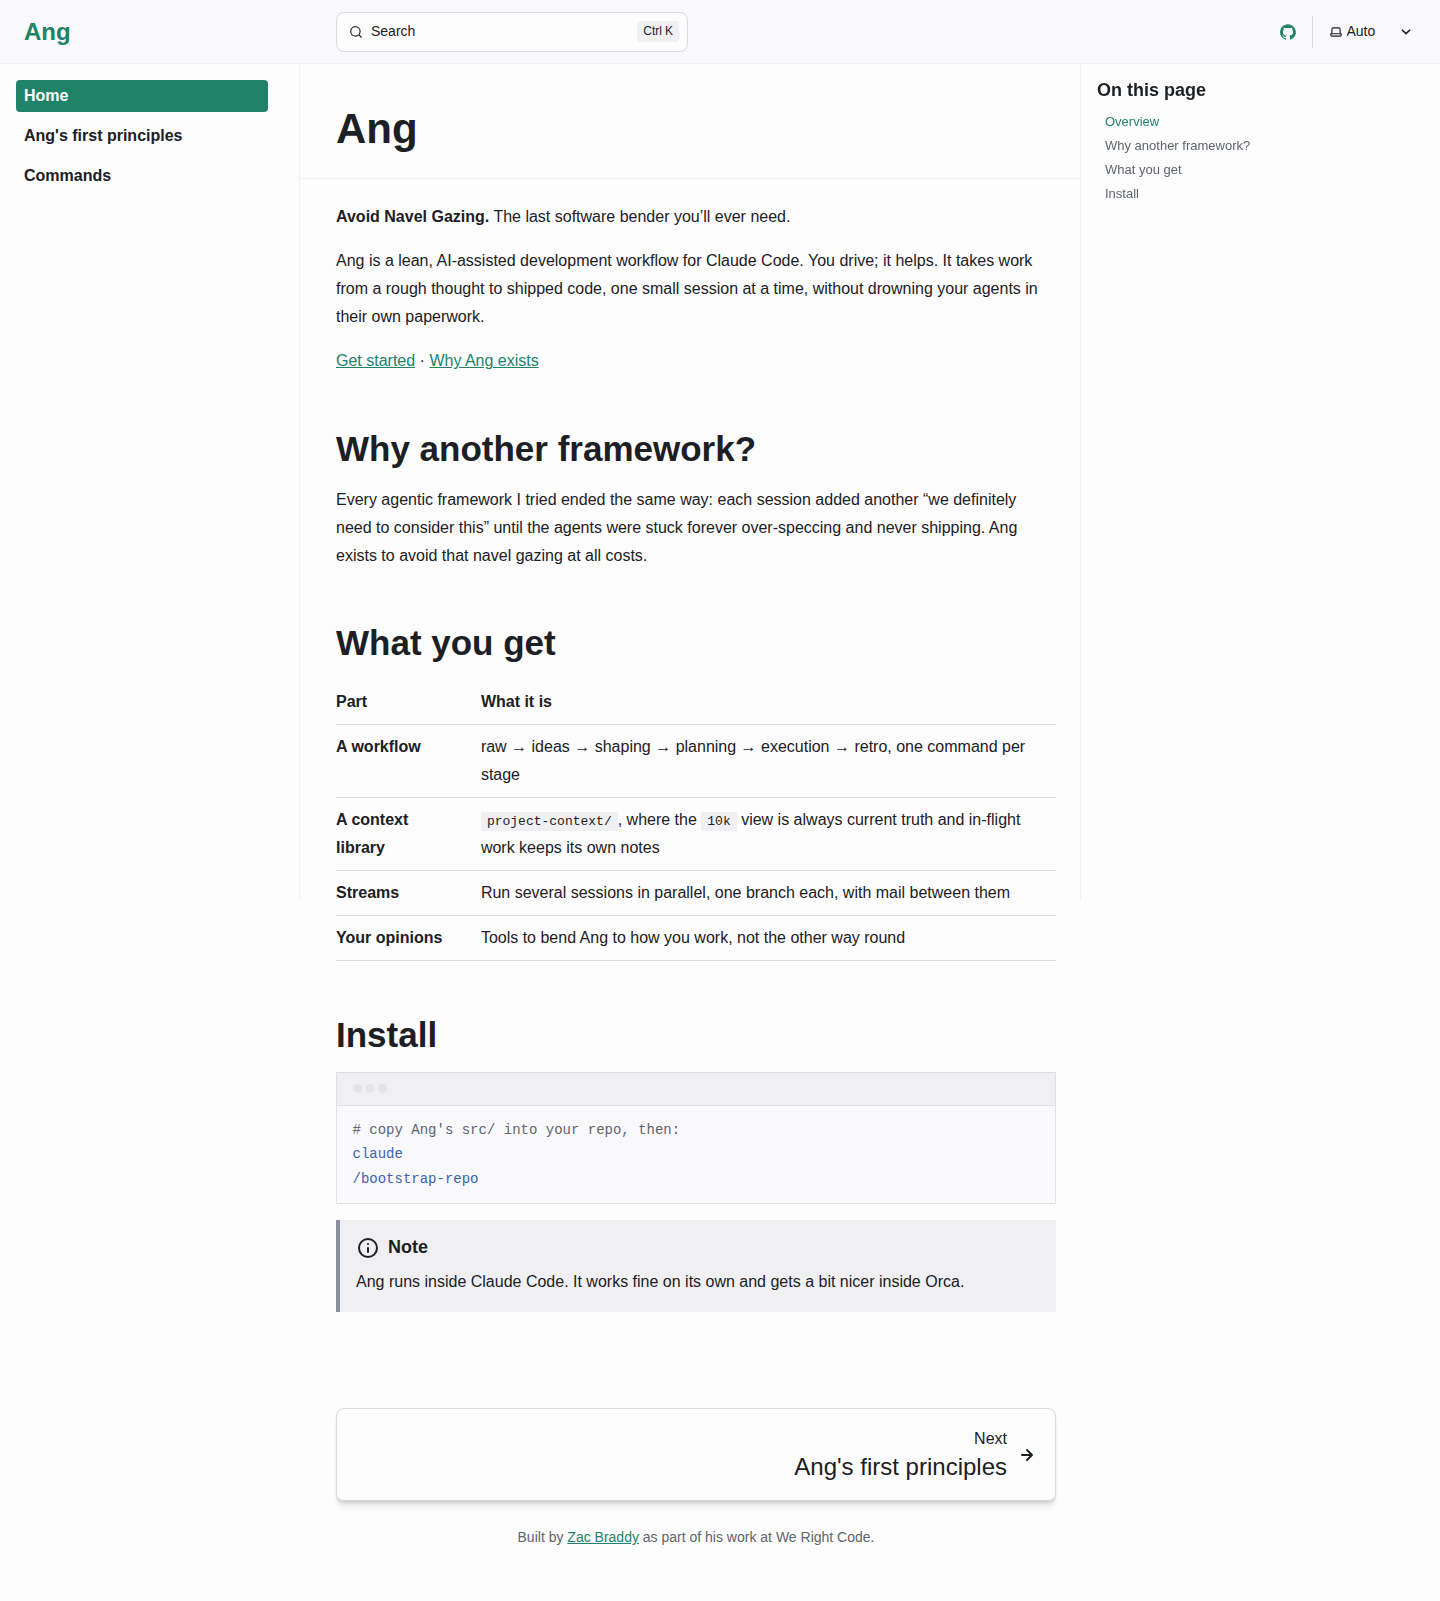 Ang
Search
Ctrl K
Auto
Home
Ang's first principles
Commands
On this page
Overview
Why another framework?
What you get
Install
Ang
Avoid Navel Gazing. The last software bender you’ll ever need.
Ang is a lean, AI-assisted development workflow for Claude Code. You drive; it helps. It takes work
from a rough thought to shipped code, one small session at a time, without drowning your agents in
their own paperwork.
Get started · Why Ang exists
Why another framework?
Every agentic framework I tried ended the same way: each session added another “we definitely
need to consider this” until the agents were stuck forever over-speccing and never shipping. Ang
exists to avoid that navel gazing at all costs.
What you get
Part What it is
A workflow raw → ideas → shaping → planning → execution → retro, one command per
stage
A context project-context/, where the 10k view is always current truth and in-flight
library work keeps its own notes
Streams Run several sessions in parallel, one branch each, with mail between them
Your opinions Tools to bend Ang to how you work, not the other way round
Install
# copy Ang's src/ into your repo, then:
claude
/bootstrap-repo
Note
Ang runs inside Claude Code. It works fine on its own and gets a bit nicer inside Orca.
Next
Ang's first principles
Built by Zac Braddy as part of his work at We Right Code.